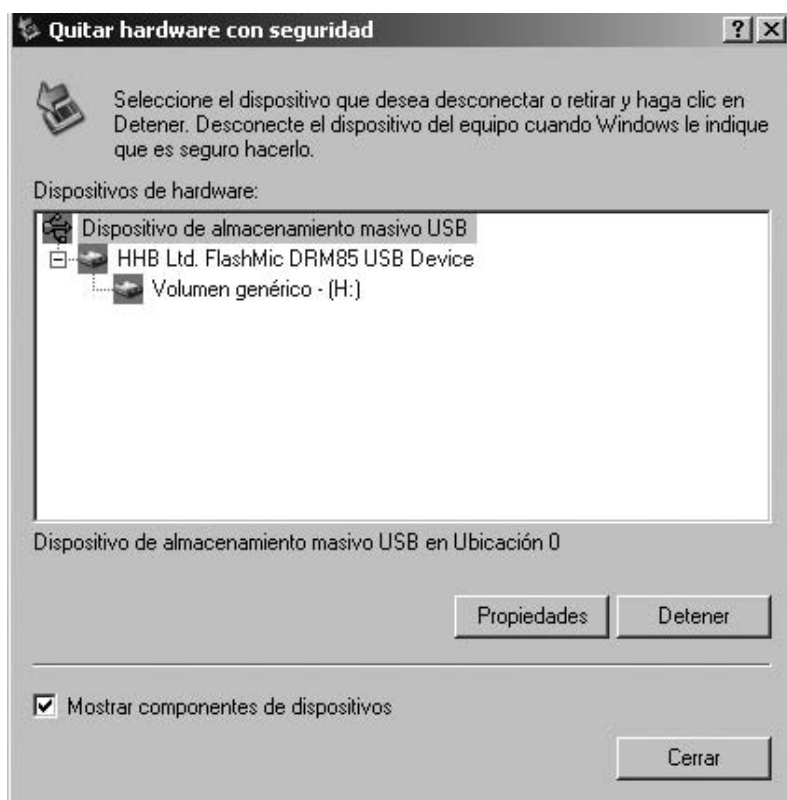 Quitar hardware con seguridad
Seleccione el dispositivo que desea desconectar o retirar y haga clic en
Detener. Desconecte el dispositivo del equipo cuando Windows le indique
que es seguro hacerlo.
Dispositivos de hardware:
Dispositivo de almacenamiento masivo USB
HHB Ltd. FlashMic DRM85 USB Device
Volumen genérico - (H:)
Dispositivo de almacenamiento masivo USB en Ubicación 0
Propiedades Detener
Mostrar componentes de dispositivos
Cerrar